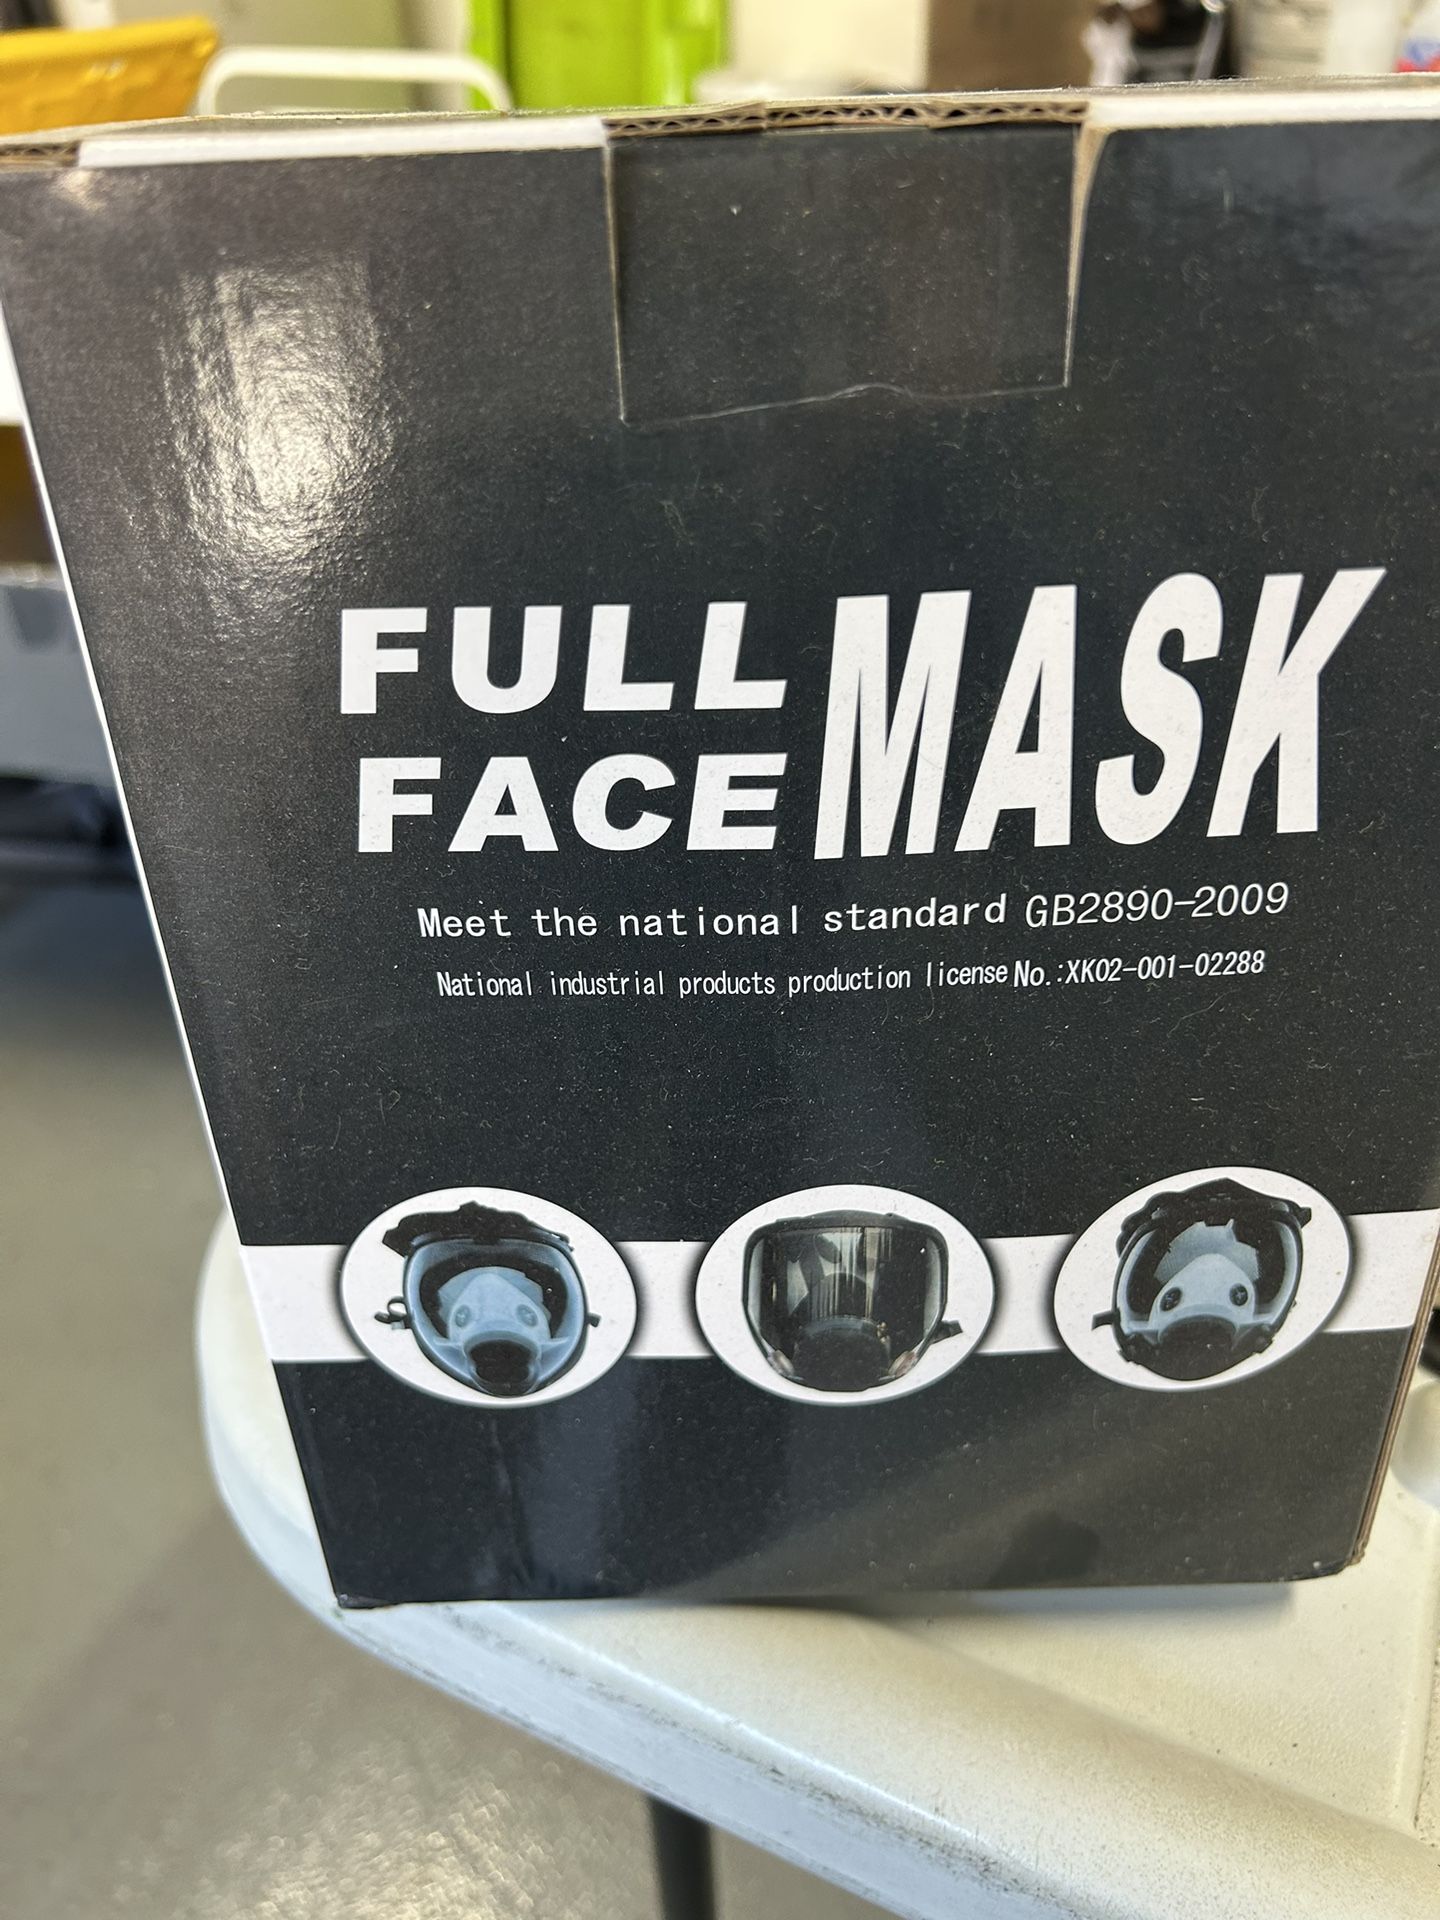 FULL
FACE MASK
Meet the national standard GB2890-2009
National industrial products production license No.:XK02-001-02288